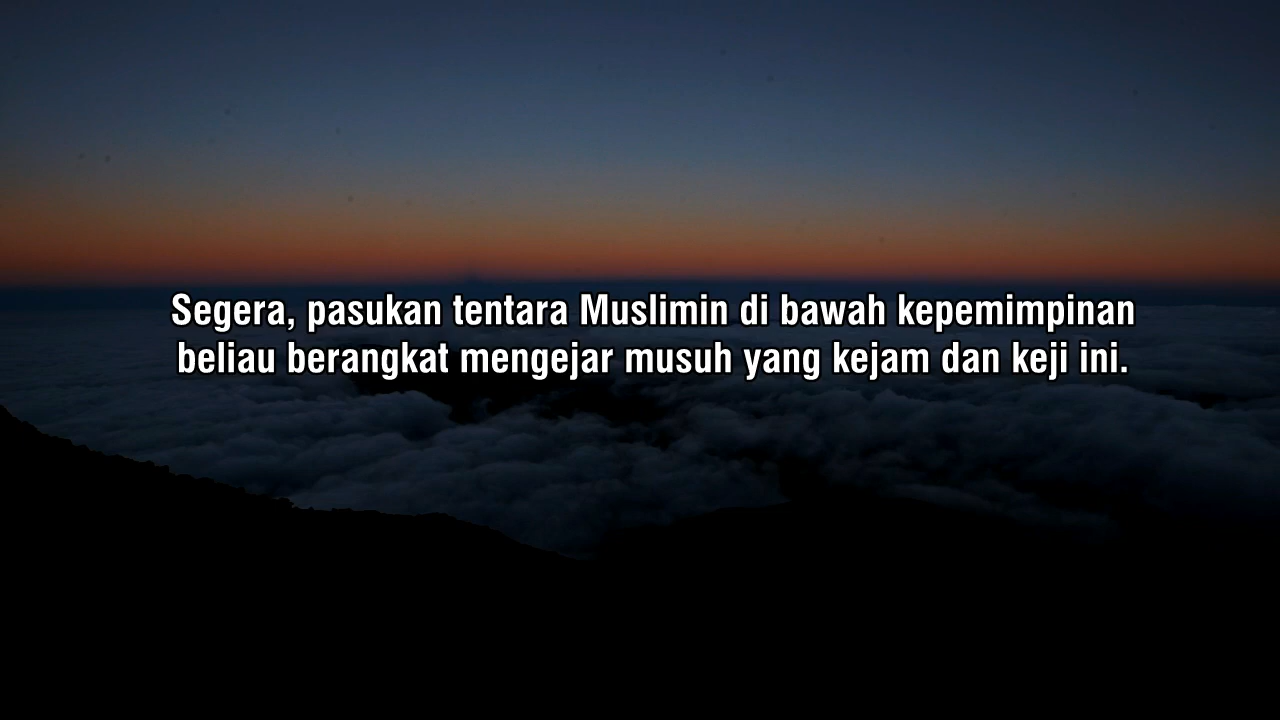 Segera, pasukan tentara Muslimin di bawah kepemimpinan
beliau berangkat mengejar musuh yang kejam dan keji ini.